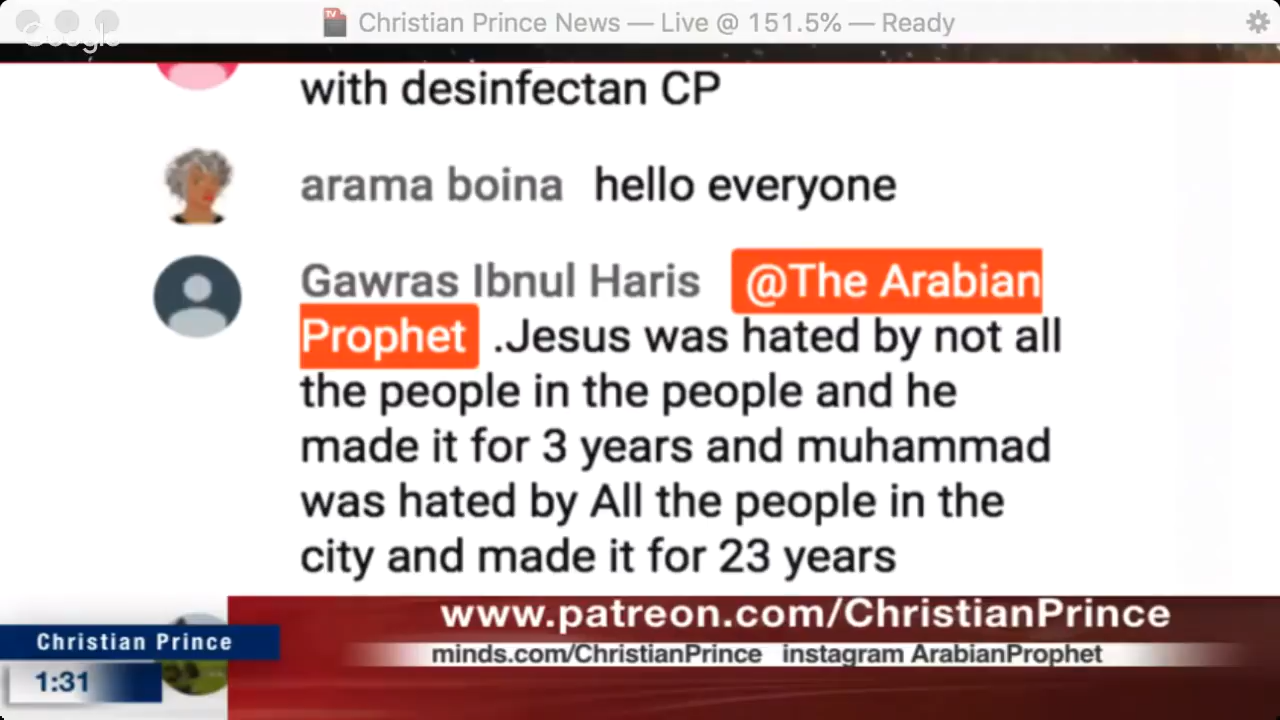 TV
Christian Prince News — Live @ 151.5% — Ready
Google
with desinfectan CP
arama boina hello everyone
Gawras Ibnul Haris @The Arabian
Prophet .Jesus was hated by not all
the people in the people and he
made it for 3 years and muhammad
was hated by All the people in the
city and made it for 23 years
www.patreon.com/ChristianPrince
Christian Prince
minds.com/ChristianPrince instagram ArabianProphet
1:31